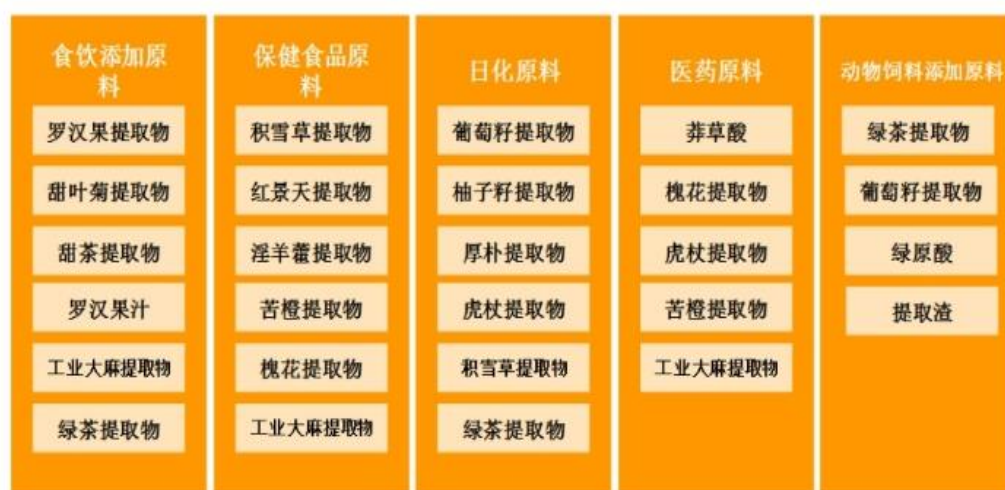 食饮添加原
料
罗汉果提取物
甜叶菊提取物
甜茶提取物
罗汉果汁
工业大麻提取物
绿茶提取物
保健食品原
料
积雪草提取物
红景天提取物
淫羊藿提取物
苦橙提取物
槐花提取物
工业大麻提取物
日化原料
葡萄籽提取物
柚子籽提取物
厚朴提取物
虎杖提取物
积雪草提取物
绿茶提取物
医药原料
莽草酸
槐花提取物
虎杖提取物
苦橙提取物
工业大麻提取物
动物饲料添加原料
绿茶提取物
葡萄籽提取物
绿原酸
提取渣